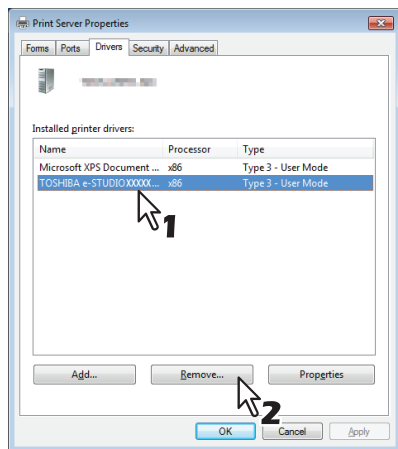 Print Server Properties
Forms Ports Drivers Security Advanced
Installed printer drivers:
Name Processor Type
Microsoft XPS Document ... x86 Type 3 - User Mode
TOSHIBA e-STUDIOXXXXX... x86 Type 3 - User Mode
1
Add... Remove... Properties
2
OK Cancel Apply